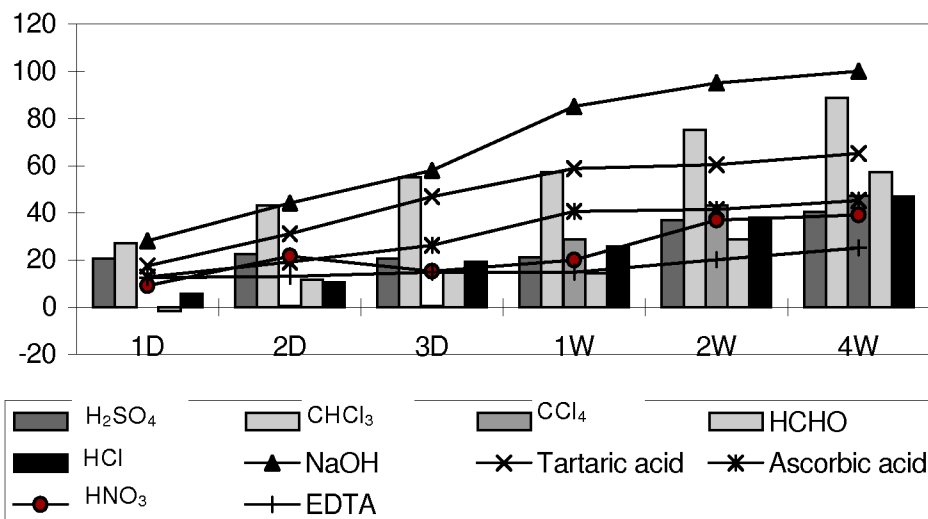 120
100
80
60
40
20
0
-20
1D 2D 3D 1W 2W 4W
H₂SO₄ CHCl₃ CCl₄ HCHO
HCl NaOH Tartaric acid Ascorbic acid
HNO₃ EDTA